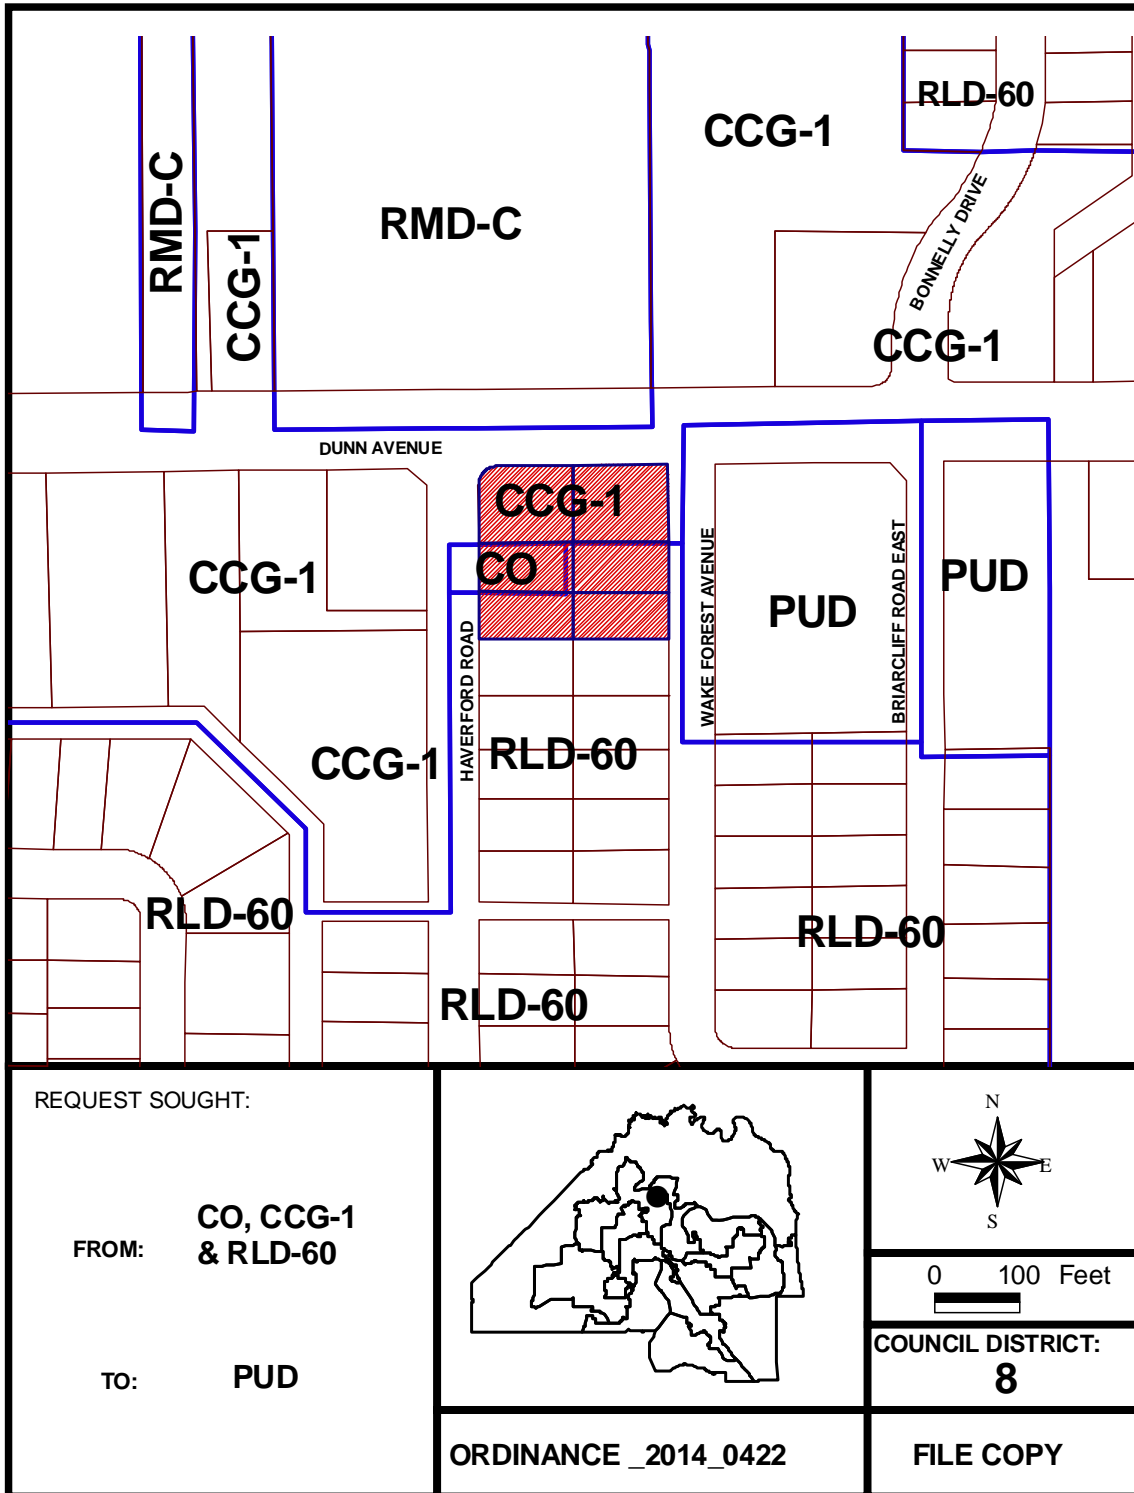 RLD-60
CCG-1
RMD-C
RMD-C
CCG-1
BONNELLY DRIVE
CCG-1
DUNN AVENUE
CCG-1
CO
CCG-1
HAVERFORD ROAD
WAKE FOREST AVENUE
BRIARCLIFF ROAD EAST
PUD
PUD
CCG-1
RLD-60
RLD-60
RLD-60
RLD-60
REQUEST SOUGHT:
FROM:
CO, CCG-1
& RLD-60
TO:
PUD
N
W
E
S
0 100 Feet
COUNCIL DISTRICT:
8
ORDINANCE _2014_0422
FILE COPY